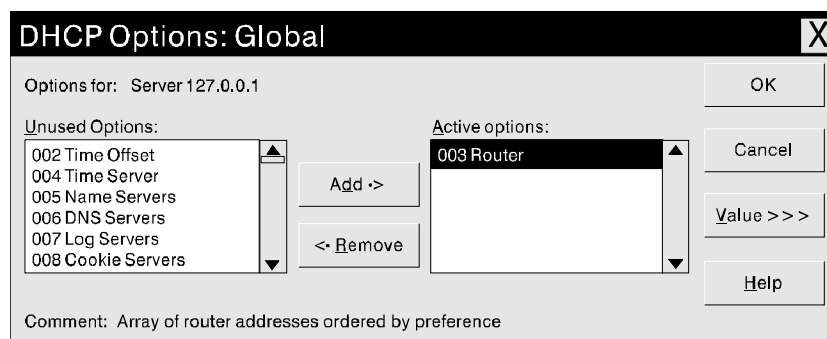 DHCP Options: Global
X
Options for: Server 127.0.0.1
OK
Unused Options:
Active options:
002 Time Offset
004 Time Server
005 Name Servers
006 DNS Servers
007 Log Servers
008 Cookie Servers
Add ->
<- Remove
003 Router
Cancel
Value >>>
Help
Comment: Array of router addresses ordered by preference